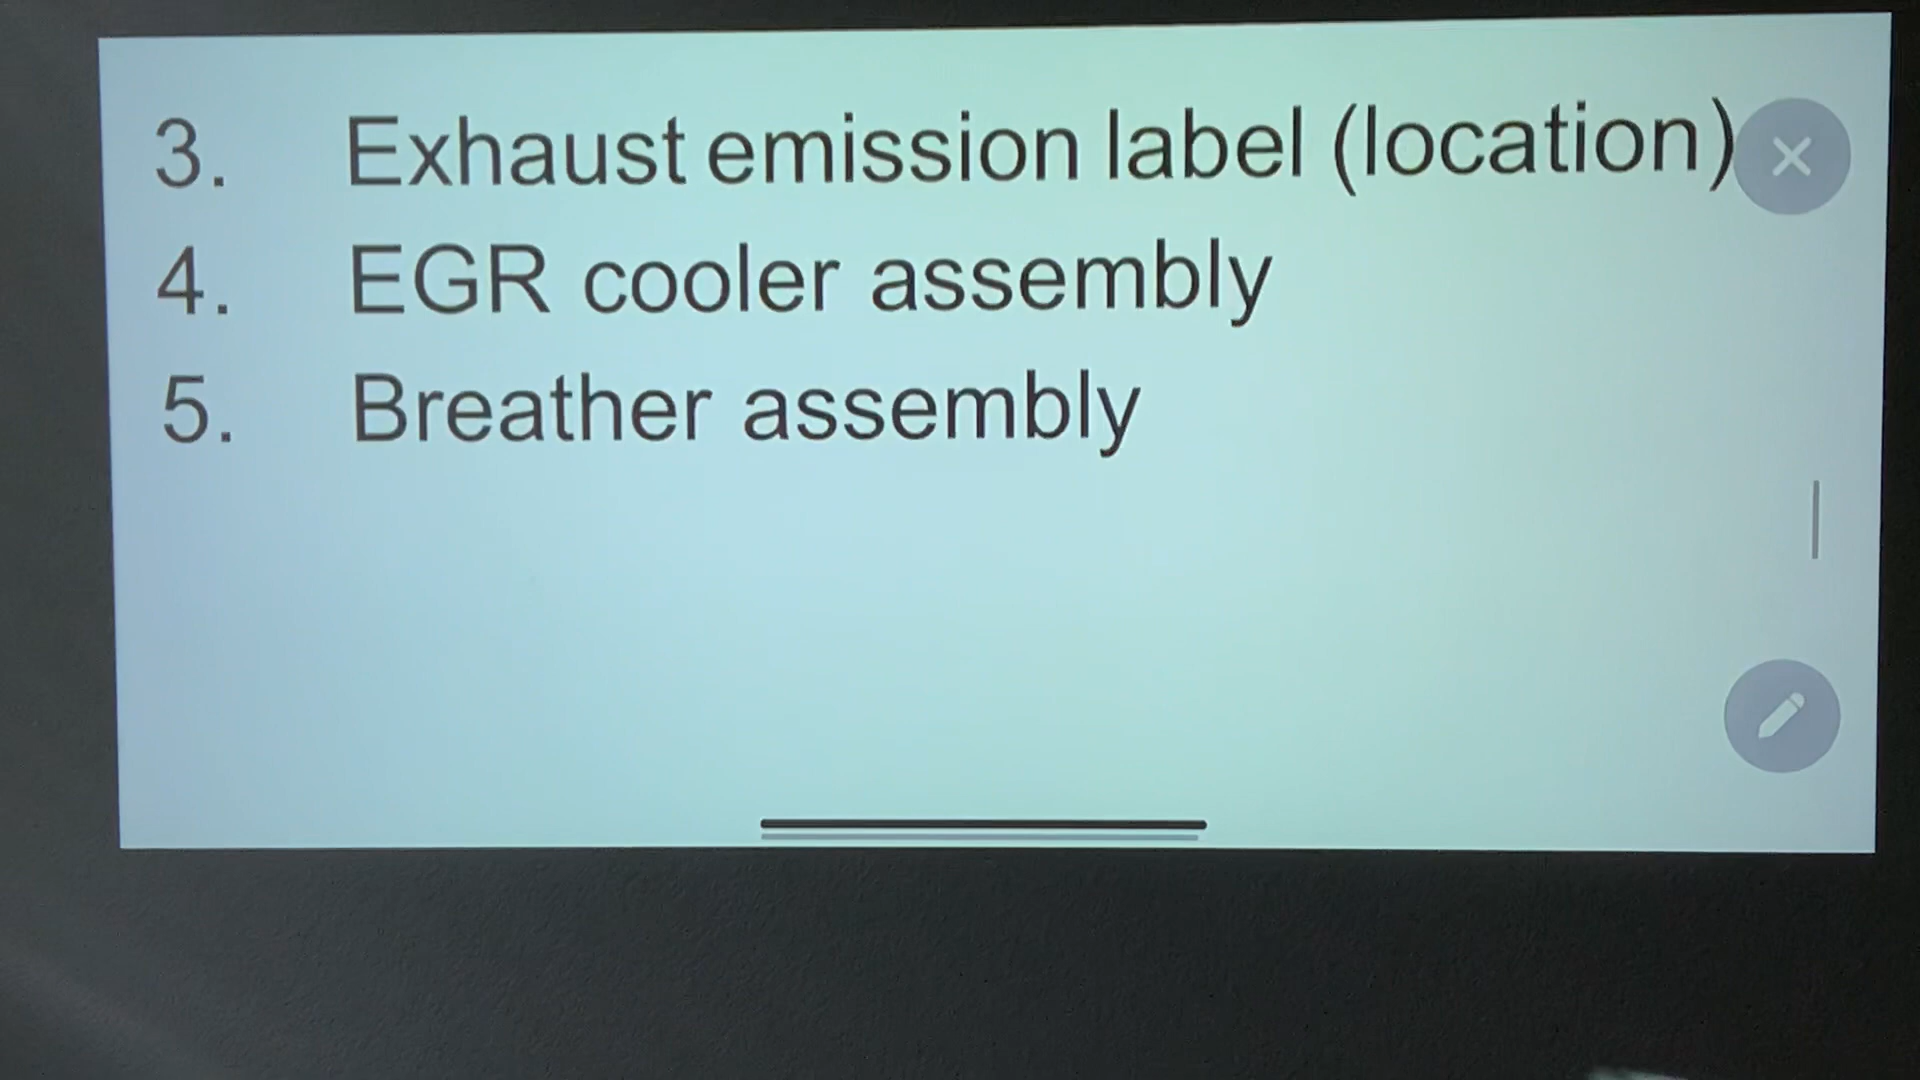 3. Exhaust emission label (location)
4. EGR cooler assembly
5. Breather assembly